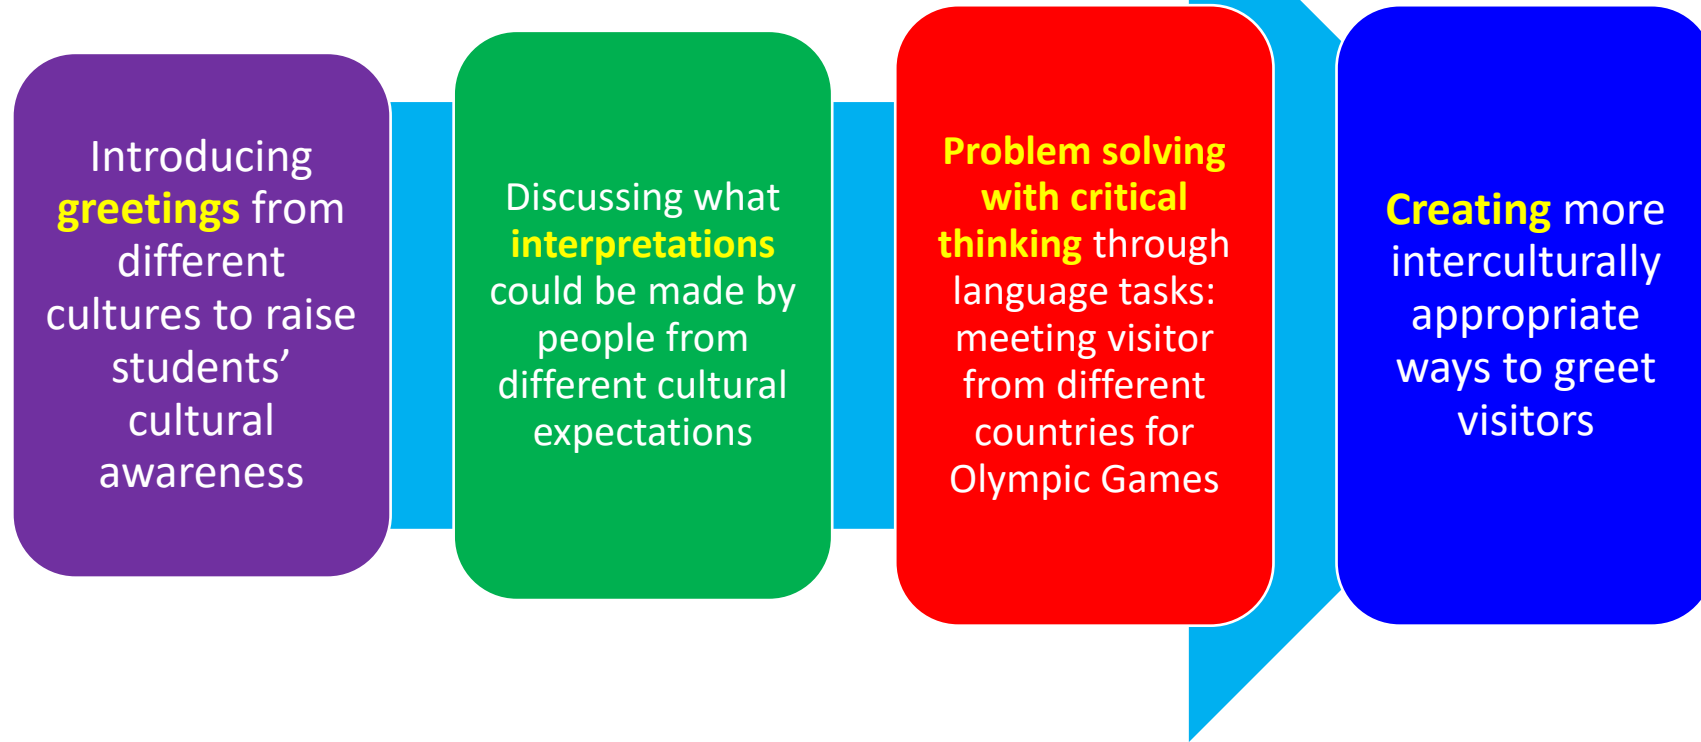 Introducing
greetings from
different
cultures to raise
students’
cultural
awareness
Discussing what
interpretations
could be made by
people from
different cultural
expectations
Problem solving
with critical
thinking through
language tasks:
meeting visitor
from different
countries for
Olympic Games
Creating more
interculturally
appropriate
ways to greet
visitors